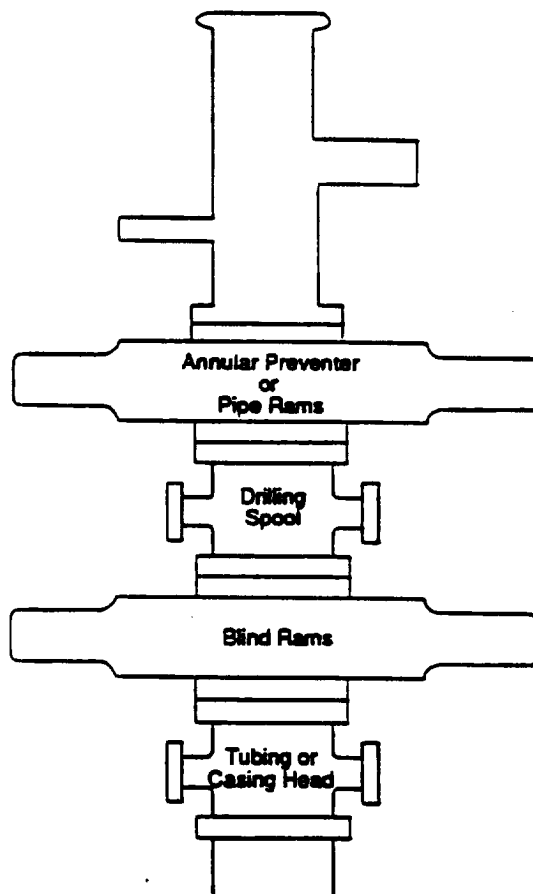 Annular Preventer
or
Pipe Rams
Drilling
Spool
Blind Rams
Tubing or
Casing Head